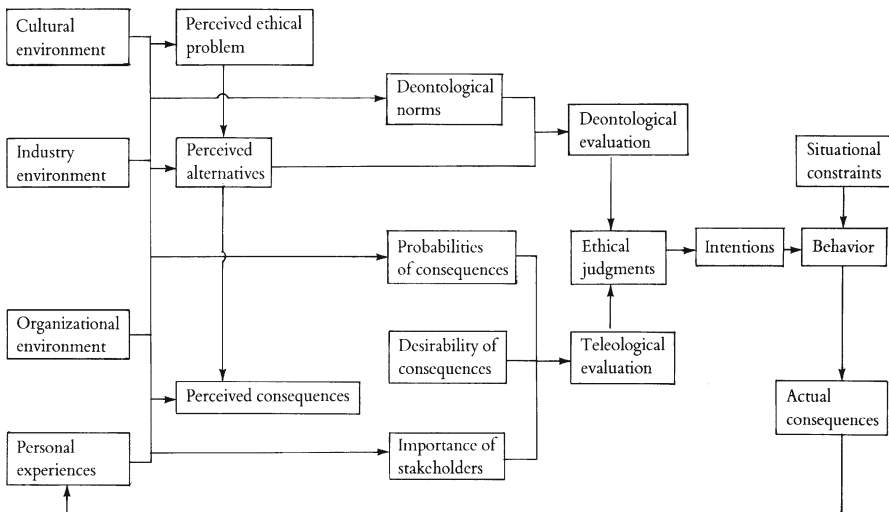 Cultural
environment
Perceived ethical
problem
Deontological
norms
Deontological
evaluation
Industry
environment
Perceived
alternatives
Situational
constraints
Probabilities
of consequences
Ethical
judgments
Intentions
Behavior
Organizational
environment
Desirability of
consequences
Teleological
evaluation
Perceived consequences
Actual
consequences
Personal
experiences
Importance of
stakeholders